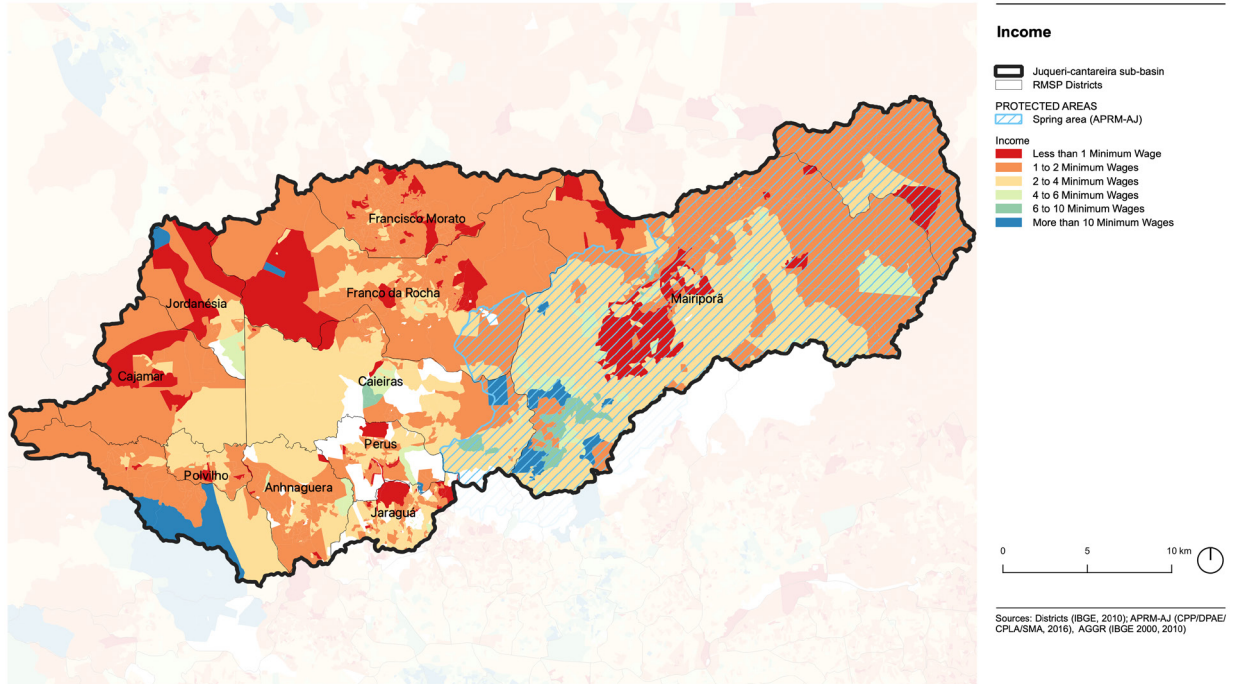 Income
Juqueri-cantareira sub-basin
RMSP Districts
PROTECTED AREAS
Spring area (APRM-AJ)
Income
Less than 1 Minimum Wage
1 to 2 Minimum Wages
2 to 4 Minimum Wages
4 to 6 Minimum Wages
6 to 10 Minimum Wages
More than 10 Minimum Wages
Francisco Morato
Franco da Rocha
Mairiporã
Jordanésia
Cajamar
Caieiras
Perus
Polvilho
Anhnaguera
Jaraguá
0 5 10 km
Sources: Districts (IBGE, 2010); APRM-AJ (CPP/DPAE/
CPLA/SMA, 2016), AGGR (IBGE 2000, 2010)